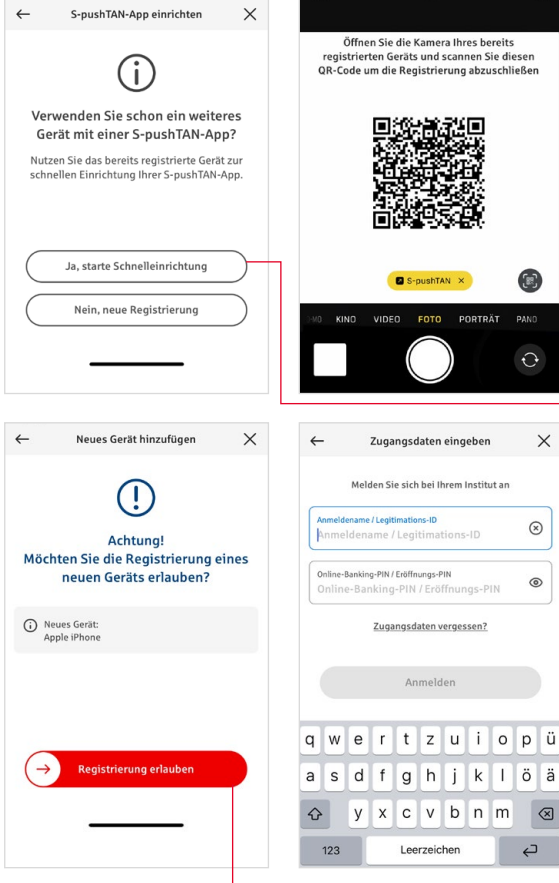 S-pushTAN-App einrichten
Verwenden Sie schon ein weiteres
Gerät mit einer S-pushTAN-App?
Nutzen Sie das bereits registrierte Gerät zur
schnellen Einrichtung Ihrer S-pushTAN-App.
Ja, starte Schnelleinrichtung
Nein, neue Registrierung
Öffnen Sie die Kamera Ihres bereits
registrierten Geräts und scannen Sie diesen
QR-Code um die Registrierung abzuschließen
S-pushTAN ×
KINO VIDEO FOTO PORTRÄT PANO
Neues Gerät hinzufügen
Achtung!
Möchten Sie die Registrierung eines
neuen Geräts erlauben?
Neues Gerät:
Apple iPhone
Registrierung erlauben
Zugangsdaten eingeben
Melden Sie sich bei Ihrem Institut an
Anmeldename / Legitimations-ID
Anmeldename / Legitimations-ID
Online-Banking-PIN / Eröffnungs-PIN
Online-Banking-PIN / Eröffnungs-PIN
Zugangsdaten vergessen?
Anmelden
q w e r t z u i o p ü
a s d f g h j k l ö ä
y x c v b n m
123 Leerzeichen